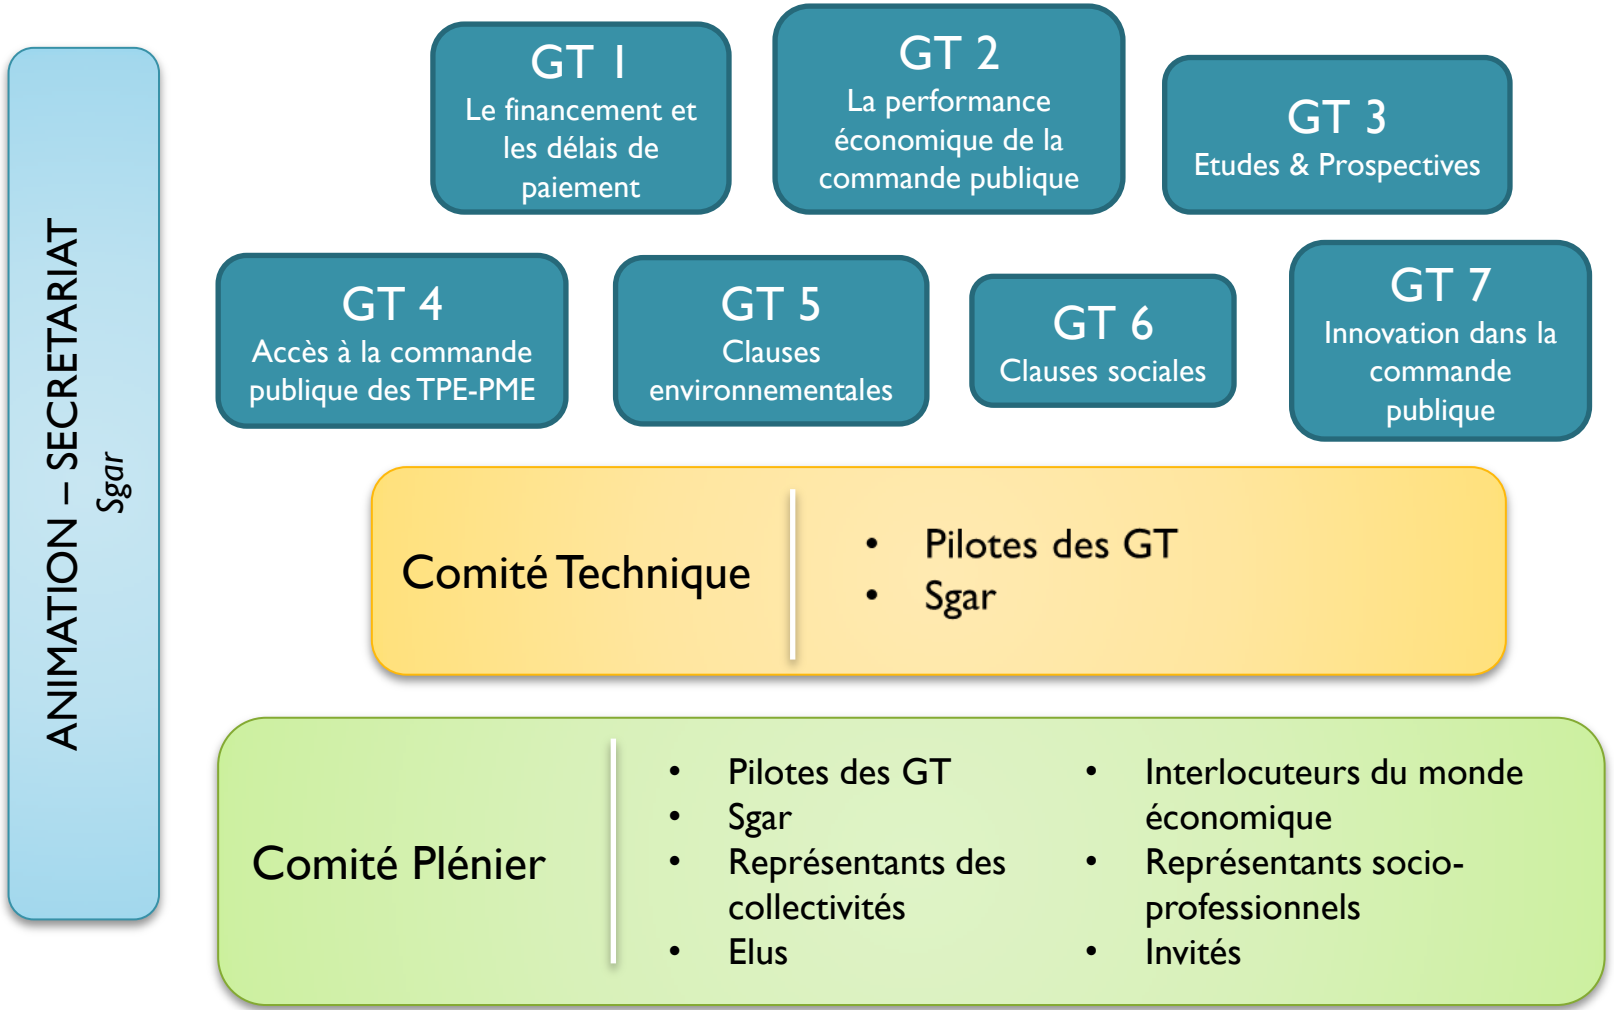 ANIMATION – SECRETARIAT
Sgar
GT 1
Le financement et
les délais de
paiement
GT 2
La performance
économique de la
commande publique
GT 3
Etudes & Prospectives
GT 4
Accès à la commande
publique des TPE-PME
GT 5
Clauses
environnementales
GT 6
Clauses sociales
GT 7
Innovation dans la
commande
publique
Comité Technique
• Pilotes des GT
• Sgar
Comité Plénier
• Pilotes des GT
• Sgar
• Représentants des
collectivités
• Elus
• Interlocuteurs du monde
économique
• Représentants socio-
professionnels
• Invités